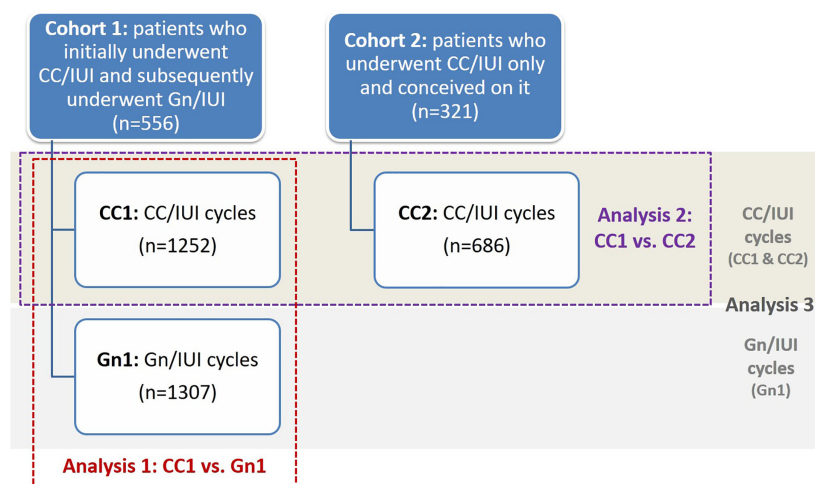 Cohort 1: patients who
initially underwent
CC/IUI and subsequently
underwent Gn/IUI
(n=556)
Cohort 2: patients who
underwent CC/IUI only
and conceived on it
(n=321)
CC1: CC/IUI cycles
(n=1252)
CC2: CC/IUI cycles
(n=686)
Analysis 2:
CC1 vs. CC2
CC/IUI
cycles
(CC1 & CC2)
Analysis 3
Gn1: Gn/IUI cycles
(n=1307)
Gn/IUI
cycles
(Gn1)
Analysis 1: CC1 vs. Gn1